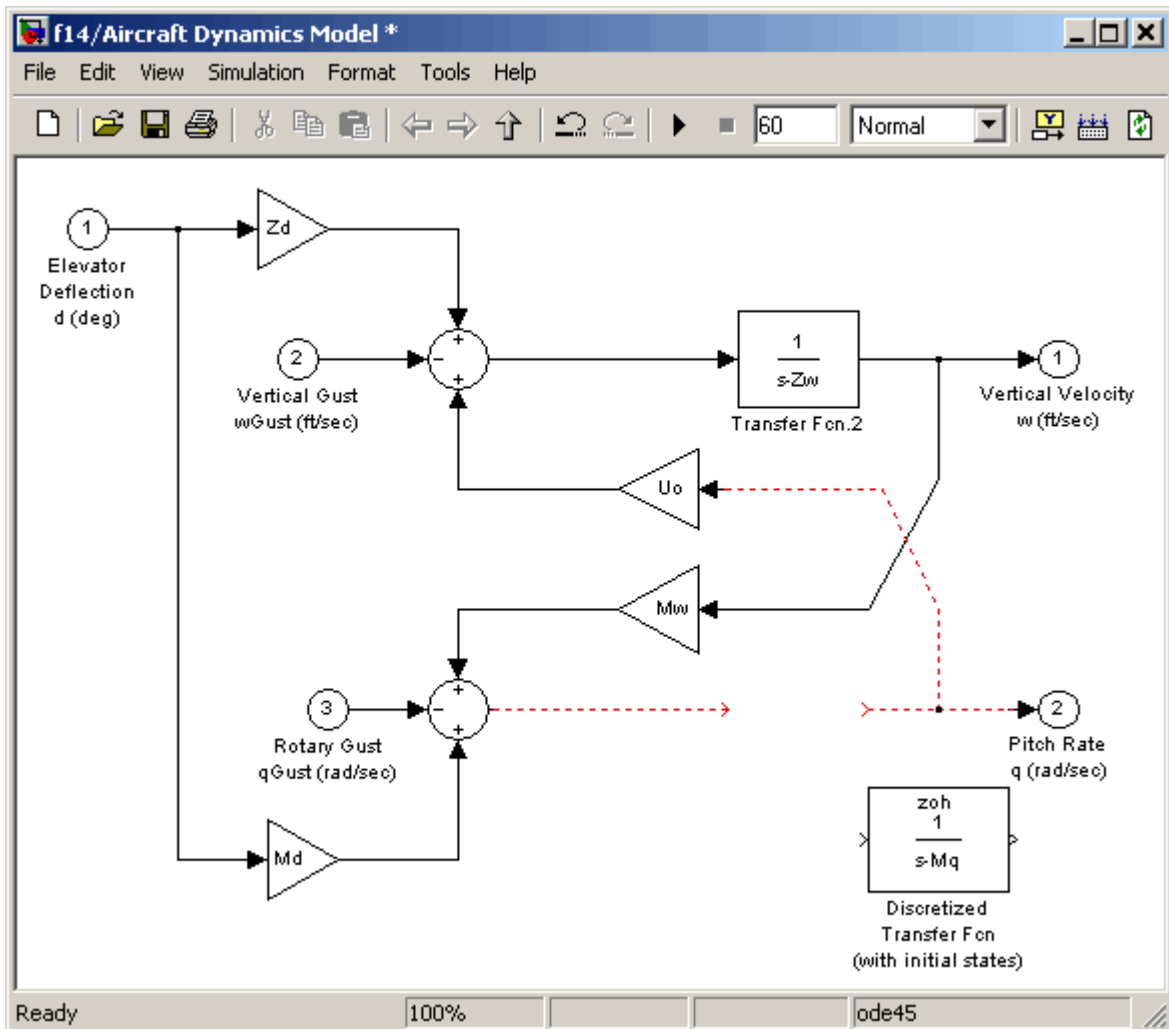 f14/Aircraft Dynamics Model *
File Edit View Simulation Format Tools Help
60 Normal
1
Elevator
Deflection
d (deg)
Zd
2
Vertical Gust
wGust (ft/sec)
+
-
+
1
s-Zw
Transfer Fcn.2
1
Vertical Velocity
w (ft/sec)
Uo
Mw
3
Rotary Gust
qGust (rad/sec)
+
-
+
2
Pitch Rate
q (rad/sec)
Md
zoh
1
s-Mq
Discretized
Transfer Fcn
(with initial states)
Ready 100% ode45